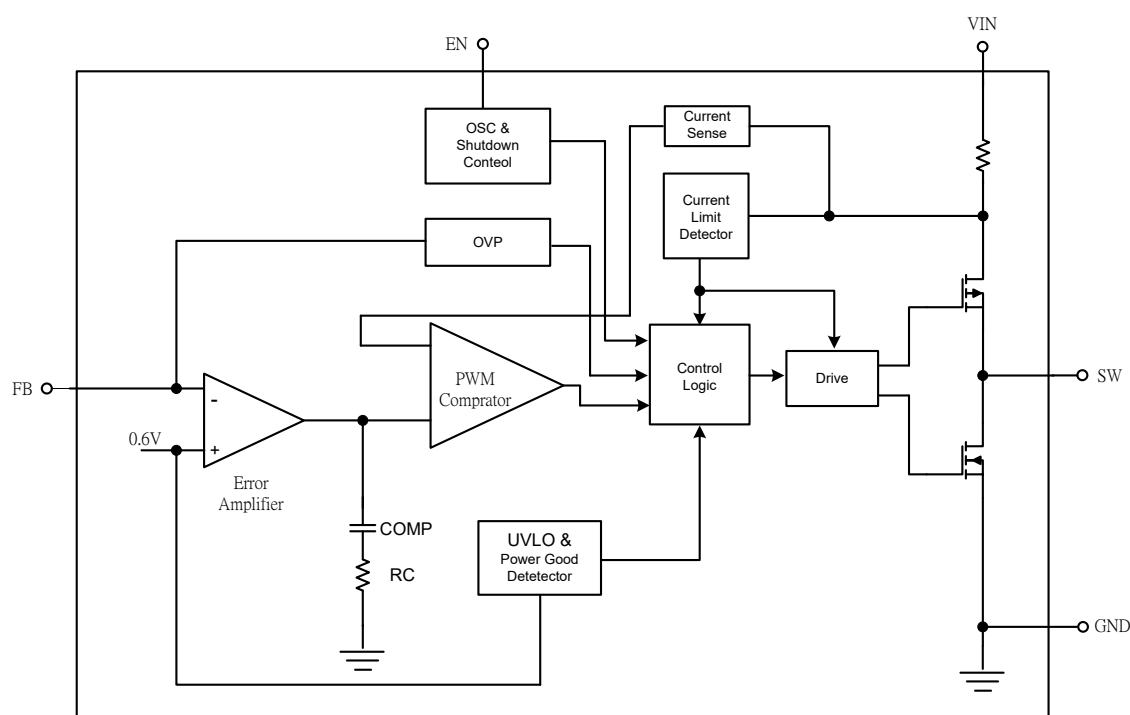 VIN
EN
OSC &
Shutdown
Conteol
Current
Sense
Current
Limit
Detector
OVP
PWM
Comprator
Control
Logic
Drive
SW
FB
-
0.6V
+
Error
Amplifier
COMP
RC
UVLO &
Power Good
Detetector
GND